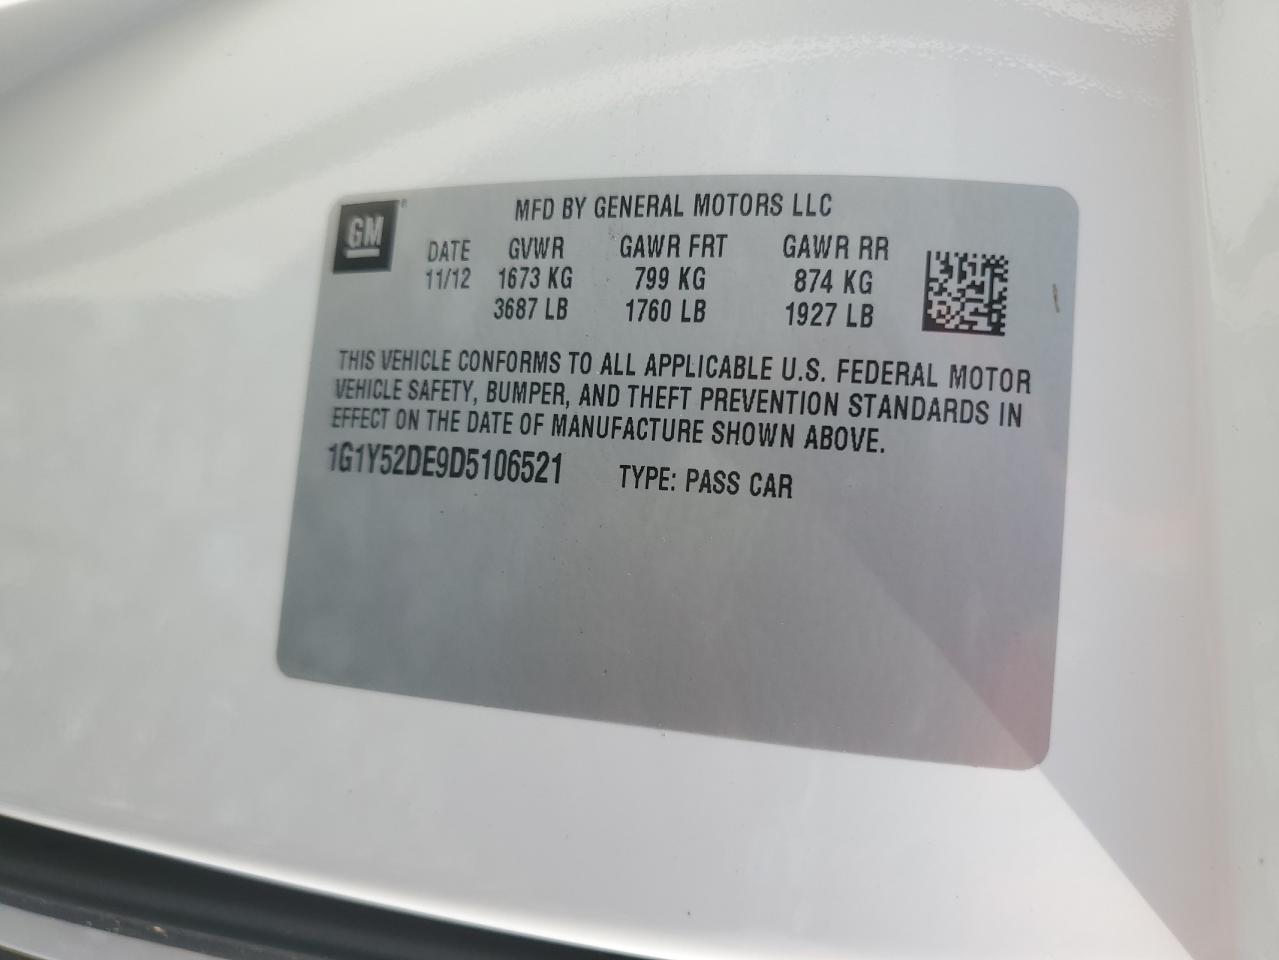 GM®
MFD BY GENERAL MOTORS LLC
DATE GVWR GAWR FRT GAWR RR
11/12 1673 KG 799 KG 874 KG
3687 LB 1760 LB 1927 LB
THIS VEHICLE CONFORMS TO ALL APPLICABLE U.S. FEDERAL MOTOR
VEHICLE SAFETY, BUMPER, AND THEFT PREVENTION STANDARDS IN
EFFECT ON THE DATE OF MANUFACTURE SHOWN ABOVE.
1G1Y52DE9D5106521 TYPE: PASS CAR